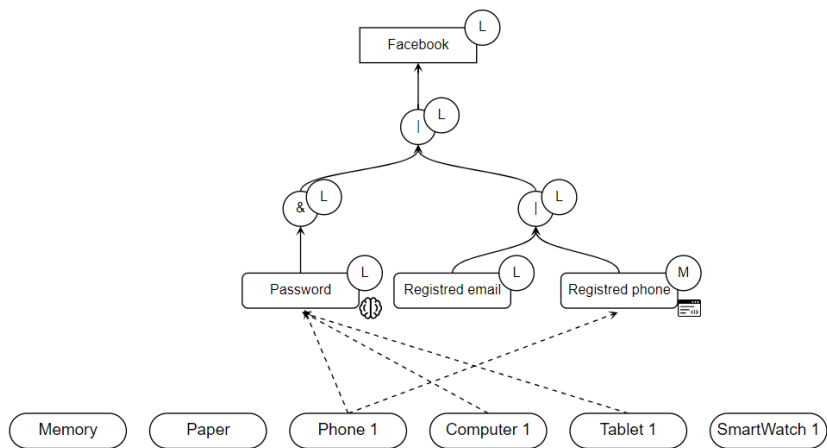 Facebook
L
|
L
&
L
|
L
Password
L
Registred email
L
Registred phone
M
Memory
Paper
Phone 1
Computer 1
Tablet 1
SmartWatch 1